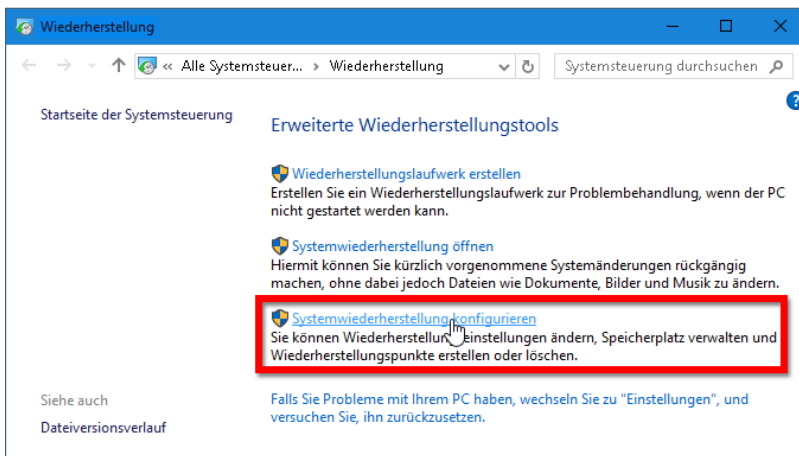 Wiederherstellung
« Alle Systemsteuer... › Wiederherstellung
Systemsteuerung durchsuchen
?
Startseite der Systemsteuerung
Erweiterte Wiederherstellungstools
Wiederherstellungslaufwerk erstellen
Erstellen Sie ein Wiederherstellungslaufwerk zur Problembehandlung, wenn der PC
nicht gestartet werden kann.
Systemwiederherstellung öffnen
Hiermit können Sie kürzlich vorgenommene Systemänderungen rückgängig
machen, ohne dabei jedoch Dateien wie Dokumente, Bilder und Musik zu ändern.
Systemwiederherstellung konfigurieren
Sie können Wiederherstellungseinstellungen ändern, Speicherplatz verwalten und
Wiederherstellungspunkte erstellen oder löschen.
Siehe auch
Dateiversionsverlauf
Falls Sie Probleme mit Ihrem PC haben, wechseln Sie zu "Einstellungen", und
versuchen Sie, ihn zurückzusetzen.